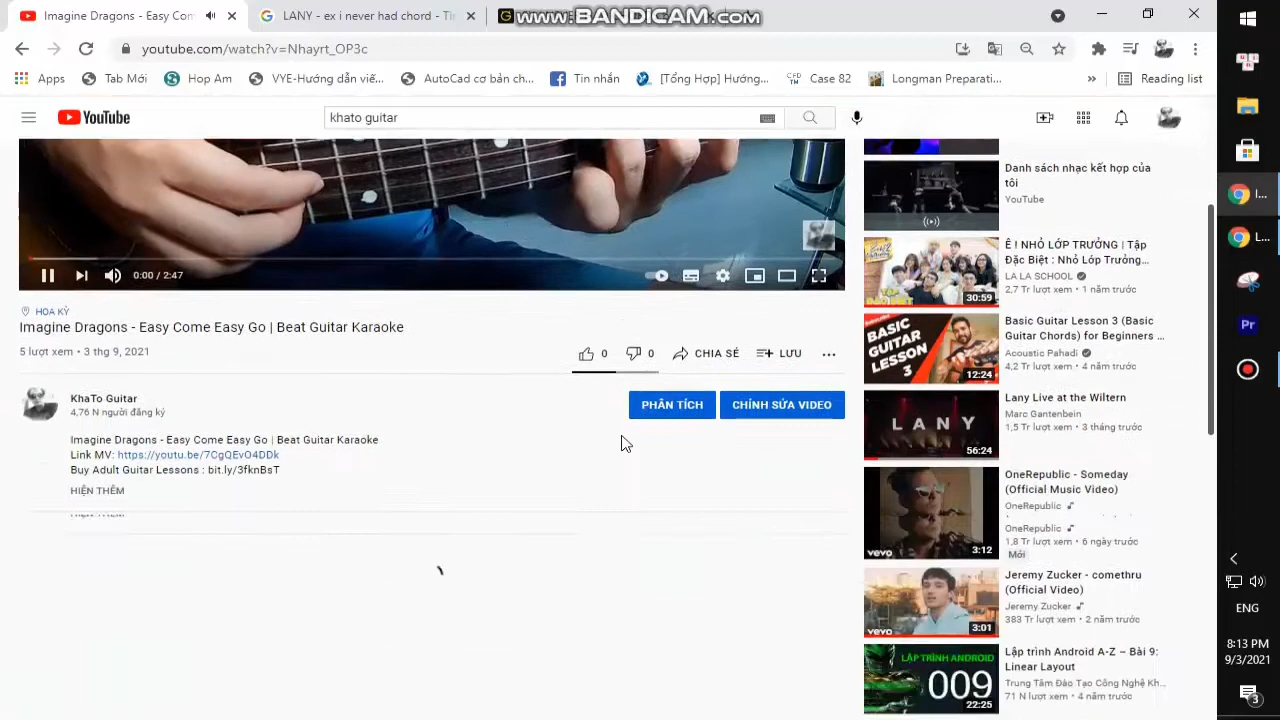 Imagine Dragons - Easy Com
LANY - ex i never had chord - T
www.BANDICAM.com
youtube.com/watch?v=Nhayrt_OP3c
Apps
Tab Mới
Hop Am
VYE-Hướng dẫn viế...
AutoCad cơ bản ch...
Tin nhắn
[Tổng Hợp] Hướng...
Case 82
Longman Preparati...
»
Reading list
YouTube
khato guitar
0:00 / 2:47
HOA KỲ
Imagine Dragons - Easy Come Easy Go | Beat Guitar Karaoke
5 lượt xem • 3 thg 9, 2021
0
0
CHIA SẺ
LƯU
KhaTo Guitar
4,76 N người đăng ký
PHÂN TÍCH
CHỈNH SỬA VIDEO
Imagine Dragons - Easy Come Easy Go | Beat Guitar Karaoke
Link MV: https://youtu.be/7CgQEvO4DDk
Buy Adult Guitar Lessons : bit.ly/3fknBsT
HIỆN THÊM
Danh sách nhạc kết hợp của
tôi
YouTube
Ê ! NHỎ LỚP TRƯỞNG | Tập
Đặc Biệt : Nhỏ Lớp Trưởng...
LA LA SCHOOL
2,7 Tr lượt xem • 1 năm trước
30:59
BASIC
GUITAR
LESSON
3
12:24
Basic Guitar Lesson 3 (Basic
Guitar Chords) for Beginners ...
Acoustic Pahadi
4,2 Tr lượt xem • 4 năm trước
LANY
56:24
Lany Live at the Wiltern
Marc Gantenbein
1,5 Tr lượt xem • 3 tháng trước
vevo
3:12
OneRepublic - Someday
(Official Music Video)
OneRepublic
OneRepublic
1,8 Tr lượt xem • 6 ngày trước
Mới
vevo
3:01
Jeremy Zucker - comethru
(Official Video)
Jeremy Zucker
383 Tr lượt xem • 2 năm trước
LẬP TRÌNH ANDROID
009
22:25
Lập trình Android A-Z – Bài 9:
Linear Layout
Trung Tâm Đào Tạo Công Nghệ Kh...
71 N lượt xem • 4 năm trước
I...
L...
Pr
ENG
8:13 PM
9/3/2021
3